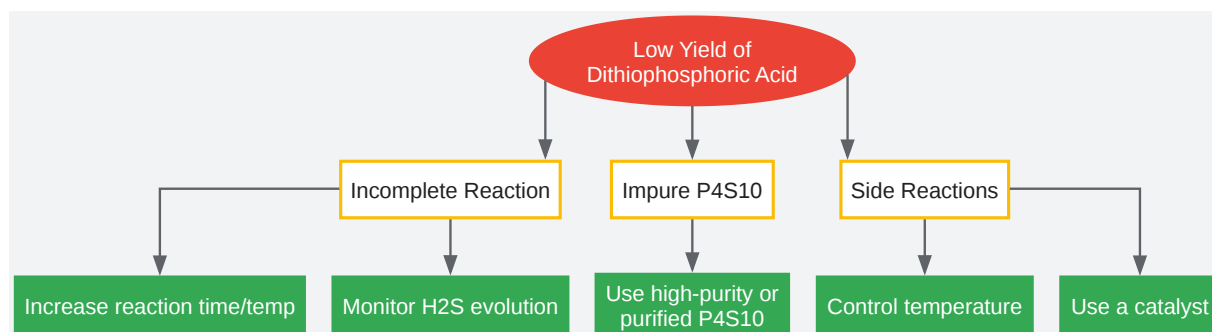 Low Yield of
Dithiophosphoric Acid
Incomplete Reaction
Impure P4S10
Side Reactions
Increase reaction time/temp
Monitor H2S evolution
Use high-purity or
purified P4S10
Control temperature
Use a catalyst